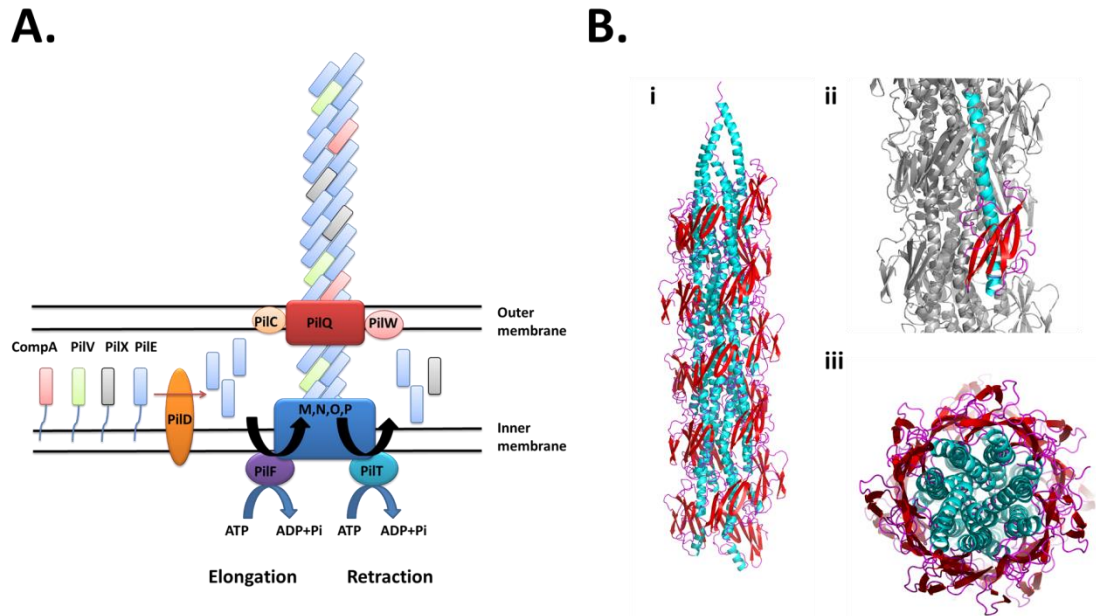 A.
B.
i
ii
iii
PilC
PilQ
PilW
Outer
membrane
CompA
PilV
PilX
PilE
PilD
M,N,O,P
Inner
membrane
PilF
PilT
ATP
ADP+Pi
ATP
ADP+Pi
Elongation
Retraction